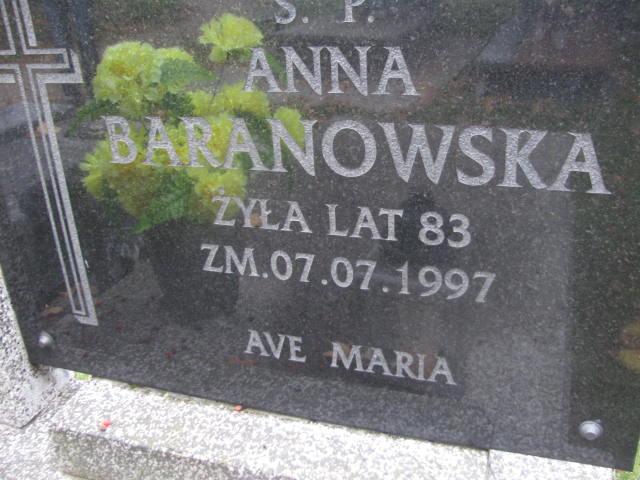 Ś. P.
ANNA
BARANOWSKA
ŻYŁA LAT 83
ZM.07.07.1997
AVE MARIA